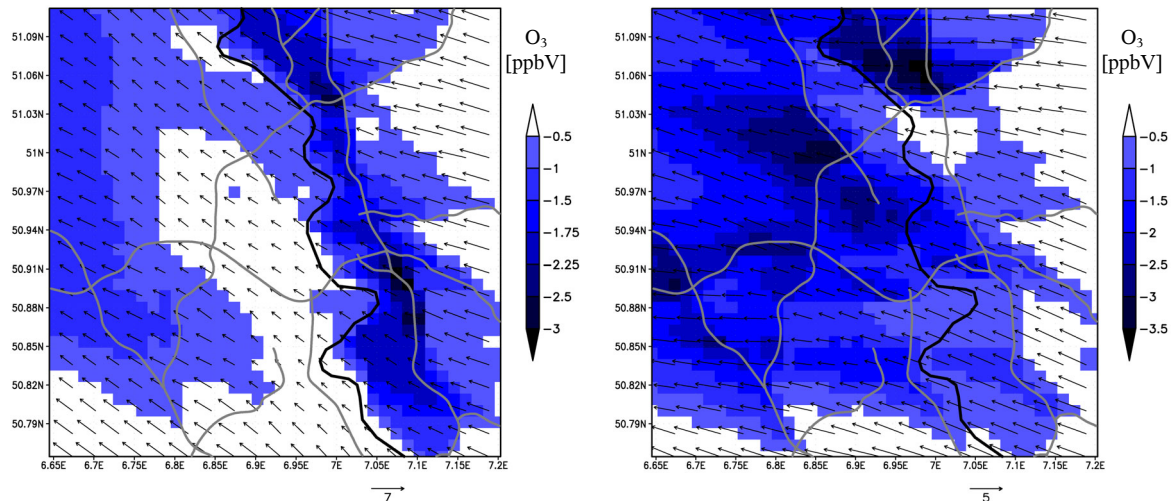 O3
[ppbV]
51.09N
51.06N
51.03N
51N
50.97N
50.94N
50.91N
50.88N
50.85N
50.82N
50.79N
6.65E 6.7E 6.75E 6.8E 6.85E 6.9E 6.95E 7E 7.05E 7.1E 7.15E 7.2E
-0.5
-1
-1.75
-2.25
-2.5
-3
7
O3
[ppbV]
51.09N
51.06N
51.03N
51N
50.97N
50.94N
50.91N
50.88N
50.85N
50.82N
50.79N
6.65E 6.7E 6.75E 6.8E 6.85E 6.9E 6.95E 7E 7.05E 7.1E 7.15E 7.2E
-0.5
-1
-2
-2.5
-3
-3.5
5